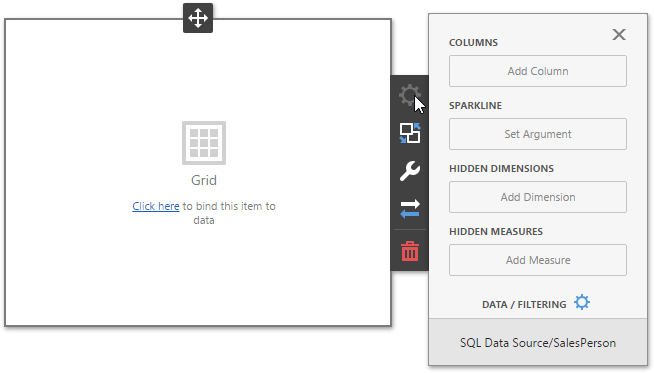 Grid
Click here to bind this item to
data
COLUMNS
Add Column
SPARKLINE
Set Argument
HIDDEN DIMENSIONS
Add Dimension
HIDDEN MEASURES
Add Measure
DATA / FILTERING
SQL Data Source/SalesPerson